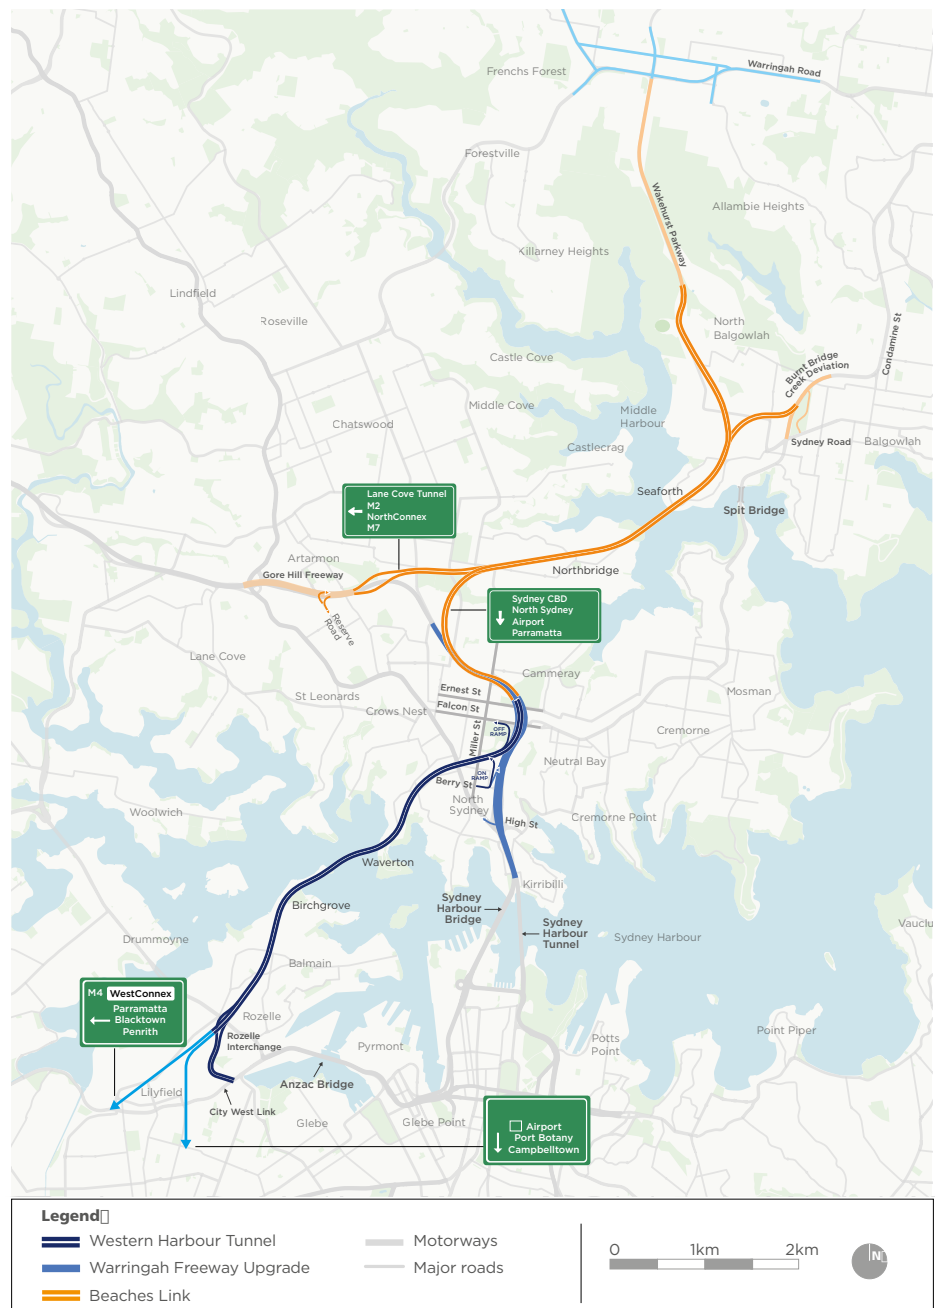 Warringah Road
Frenchs Forest
Forestville
Wakehurst Parkway
Allambie Heights
Killarney Heights
Lindfield
Roseville
North
Balgowlah
Condamine St
Burnt Bridge
Creek Deviation
Castle Cove
Middle Cove
Middle
Harbour
Chatswood
Castlecrag
Sydney Road
Balgowlah
Seaforth
Spit Bridge
Lane Cove Tunnel
M2
NorthConnex
M7
Artarmon
Gore Hill Freeway
Northbridge
Reserve
Road
Sydney CBD
North Sydney
Airport
Parramatta
Lane Cove
St Leonards
Cammeray
Ernest St
Falcon St
Crows Nest
Mosman
Miller St
OFF
RAMP
Cremorne
Neutral Bay
ON
RAMP
Berry St
North
Sydney
High St
Cremorne Point
Woolwich
Waverton
Kirribilli
Birchgrove
Sydney
Harbour
Bridge
Sydney
Harbour
Tunnel
Sydney Harbour
Vauclu
Drummoyne
Balmain
M4 WestConnex
Parramatta
Blacktown
Penrith
Rozelle
Rozelle
Interchange
Pyrmont
Potts
Point
Point Piper
Anzac Bridge
Lilyfield
City West Link
Glebe
Glebe Point
Airport
Port Botany
Campbelltown
Legend
Western Harbour Tunnel
Warringah Freeway Upgrade
Beaches Link
Motorways
Major roads
0 1km 2km
N